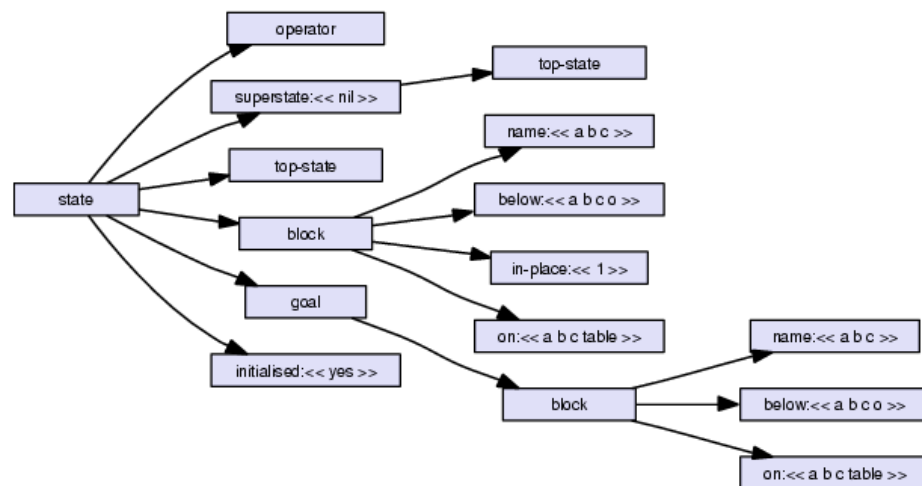 operator
top-state
superstate:<< nil >>
name:<< a b c >>
top-state
state
below:<< a b c o >>
block
in-place:<< 1 >>
goal
on:<< a b c table >>
name:<< a b c >>
initialised:<< yes >>
block
below:<< a b c o >>
on:<< a b c table >>